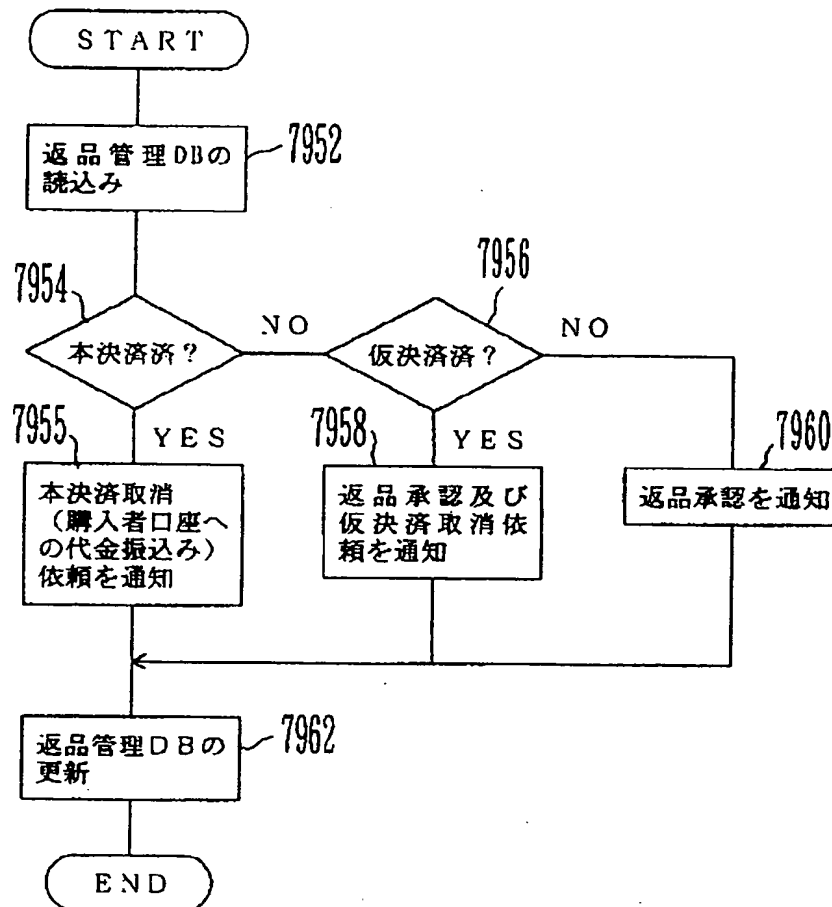 START
返品管理DBの
読込み
7952
7954
本決済済？
NO
7956
仮決済済？
NO
7955
YES
本決済取消
（購入者口座へ
の代金振込み）
依頼を通知
7958
YES
返品承認及び
仮決済取消依
頼を通知
7960
返品承認を通知
返品管理DBの
更新
7962
END